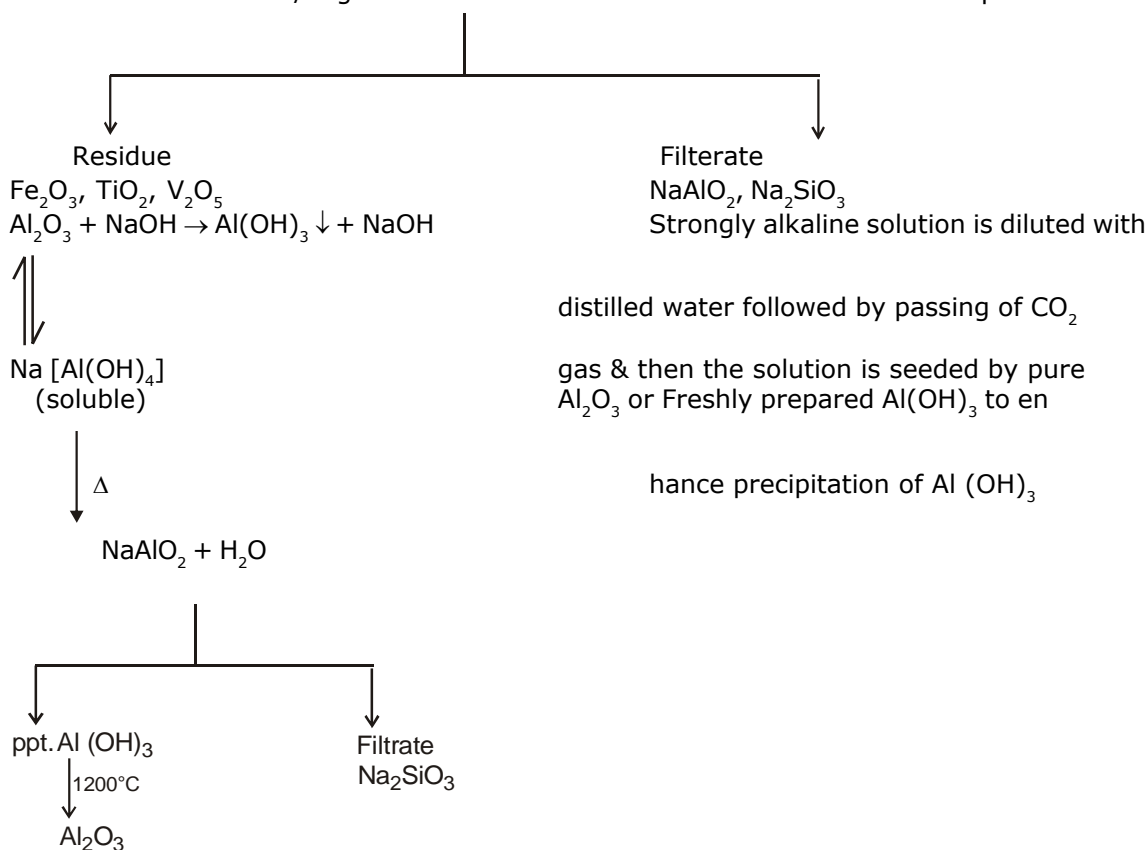 Residue
Fe₂O₃, TiO₂, V₂O₅
Al₂O₃ + NaOH → Al(OH)₃ ↓ + NaOH
Na [Al(OH)₄]
(soluble)
Δ
NaAlO₂ + H₂O
Filterate
NaAlO₂, Na₂SiO₃
Strongly alkaline solution is diluted with
distilled water followed by passing of CO₂
gas & then the solution is seeded by pure
Al₂O₃ or Freshly prepared Al(OH)₃ to en
hance precipitation of Al (OH)₃
ppt. Al (OH)₃
1200°C
Al₂O₃
Filtrate
Na₂SiO₃